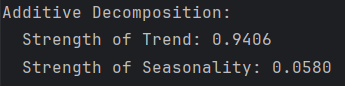 Additive Decomposition:
  Strength of Trend: 0.9406
  Strength of Seasonality: 0.0580